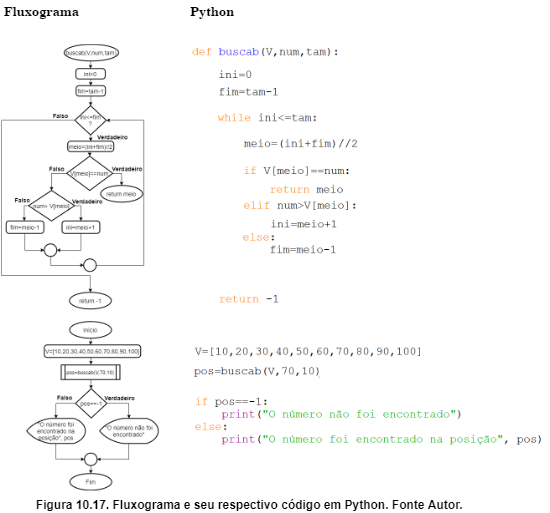 Fluxograma
Python
buscab(V,num,tam)
ini=0
fim=tam-1
ini<=fim
?
Falso
Verdadeiro
meio=(ini+fim)/2
V[meio]==num
Falso
Verdadeiro
return meio
num> V[meio]
Falso
Verdadeiro
fim=meio-1
ini=meio+1
return -1
Início
V=[10,20,30,40,50,60,70,80,90,100]
pos=buscab(V,70,10)
pos==-1
Falso
Verdadeiro
"O número foi
encontrado na
posição", pos
"O número não foi
encontrado"
Fim
def buscab(V,num,tam):
ini=0
fim=tam-1
while ini<=tam:
meio=(ini+fim)//2
if V[meio]==num:
return meio
elif num>V[meio]:
ini=meio+1
else:
fim=meio-1
return -1
V=[10,20,30,40,50,60,70,80,90,100]
pos=buscab(V,70,10)
if pos==-1:
print("O número não foi encontrado")
else:
print("O número foi encontrado na posição", pos)
Figura 10.17. Fluxograma e seu respectivo código em Python. Fonte Autor.